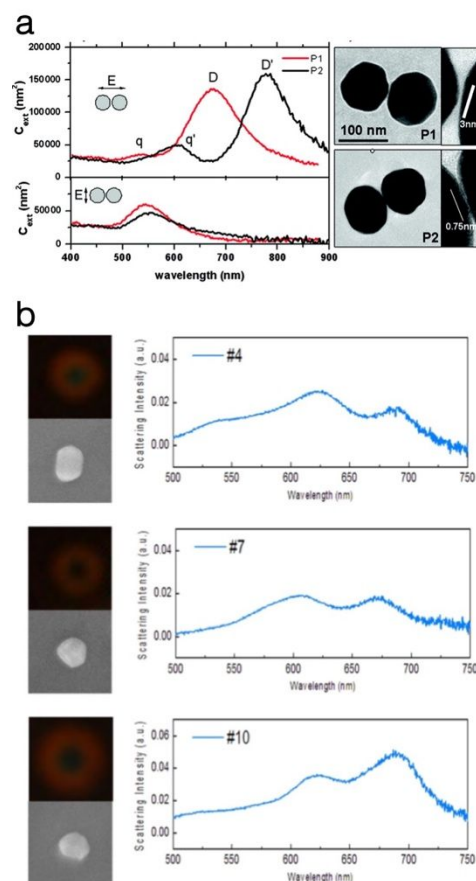 a
200000
150000
100000
50000
0
C_ext (nm²)
E
q
q'
D
D'
P1
P2
50000
0
C_ext (nm²)
E
400 500 600 700 800 900
wavelength (nm)
100 nm
P1
3nm
P2
0.75nm
b
Scattering Intensity (a.u.)
0.04
0.02
0.00
#4
500 550 600 650 700 750
Wavelength (nm)
Scattering Intensity (a.u.)
0.04
0.02
0.00
#7
500 550 600 650 700 750
Wavelength (nm)
Scattering Intensity (a.u.)
0.06
0.04
0.02
0.00
#10
500 550 600 650 700 750
Wavelength (nm)